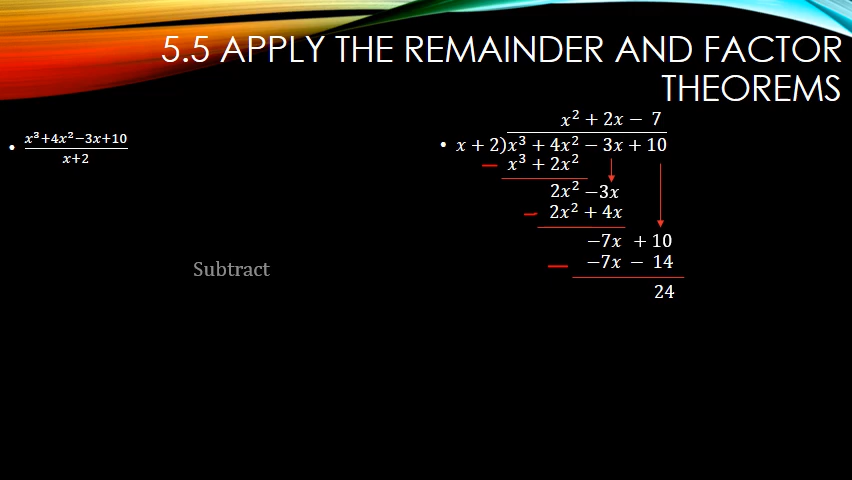 5.5 APPLY THE REMAINDER AND FACTOR
THEOREMS
• x³+4x²−3x+10
x+2
x² + 2x − 7
• x + 2)x³ + 4x² − 3x + 10
− x³ + 2x²
2x² −3x
− 2x² + 4x
−7x + 10
− −7x − 14
24
Subtract